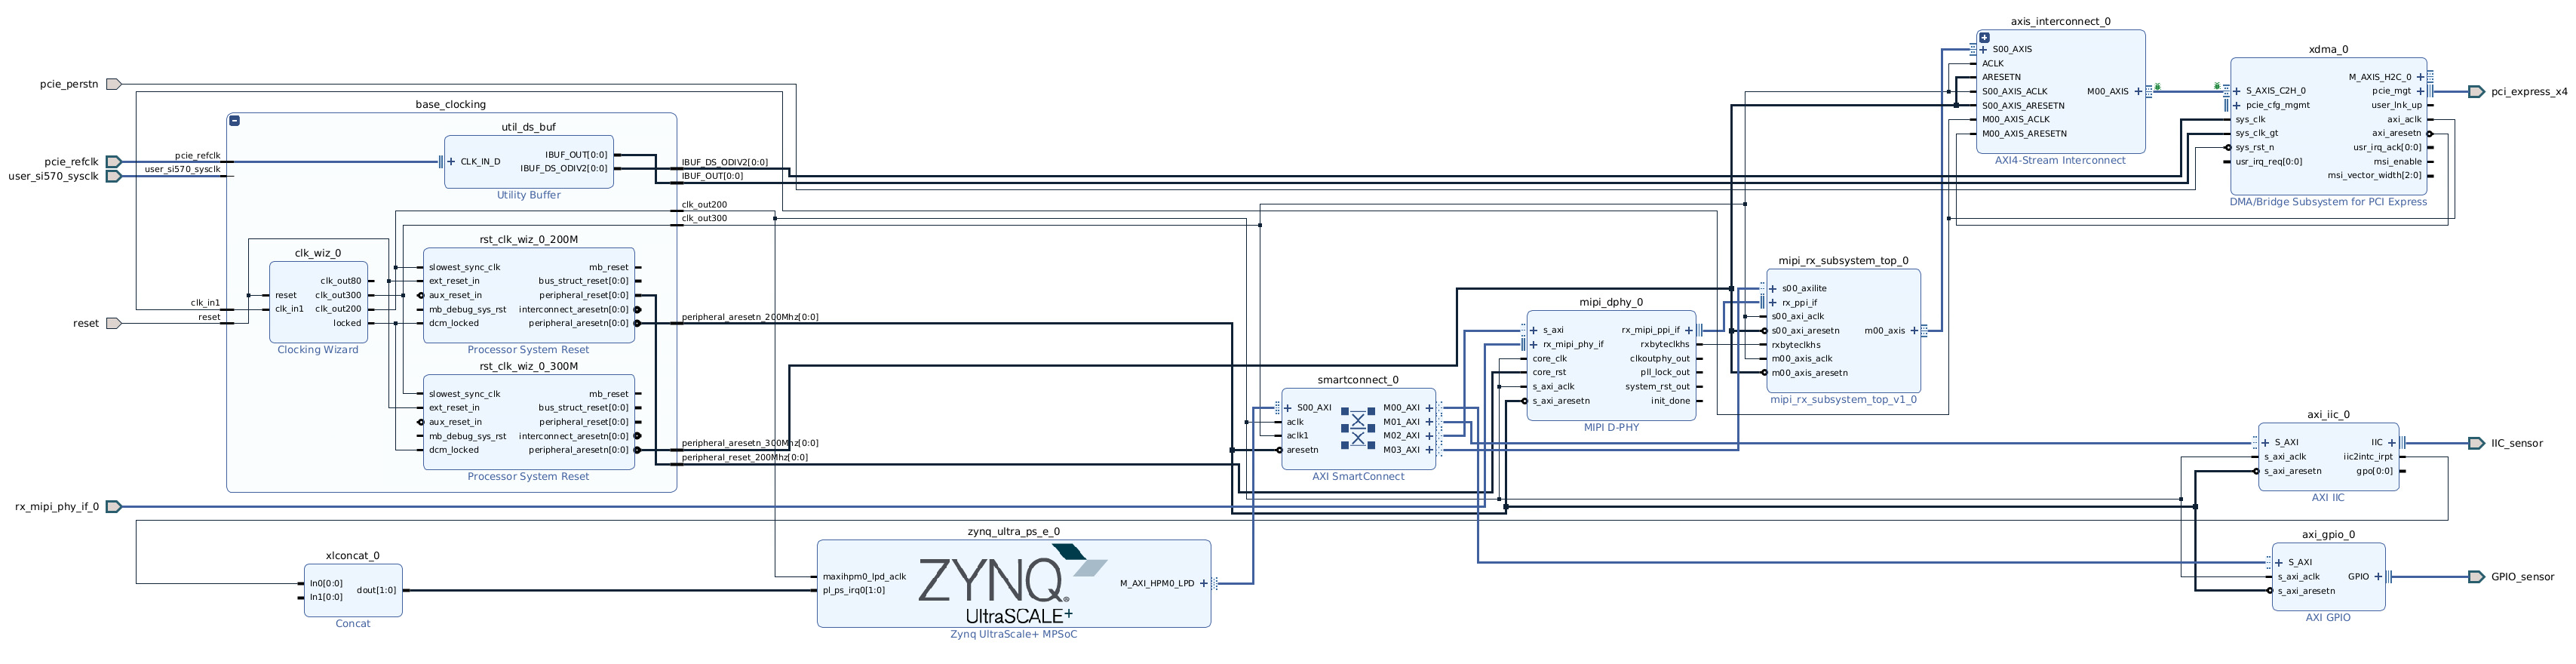 pcie_perstn
pcie_refclk
user_si570_sysclk
reset
rx_mipi_phy_if_0
base_clocking
pcie_refclk
user_si570_sysclk
clk_in1
reset
util_ds_buf
CLK_IN_D
IBUF_OUT[0:0]
IBUF_DS_ODIV2[0:0]
Utility Buffer
IBUF_DS_ODIV2[0:0]
IBUF_OUT[0:0]
clk_out200
clk_out300
clk_wiz_0
reset
clk_in1
clk_out80
clk_out300
clk_out200
locked
Clocking Wizard
rst_clk_wiz_0_200M
slowest_sync_clk
ext_reset_in
aux_reset_in
mb_debug_sys_rst
dcm_locked
mb_reset
bus_struct_reset[0:0]
peripheral_reset[0:0]
interconnect_aresetn[0:0]
peripheral_aresetn[0:0]
Processor System Reset
peripheral_aresetn_200Mhz[0:0]
rst_clk_wiz_0_300M
slowest_sync_clk
ext_reset_in
aux_reset_in
mb_debug_sys_rst
dcm_locked
mb_reset
bus_struct_reset[0:0]
peripheral_reset[0:0]
interconnect_aresetn[0:0]
peripheral_aresetn[0:0]
Processor System Reset
peripheral_aresetn_300Mhz[0:0]
peripheral_reset_200Mhz[0:0]
xlconcat_0
In0[0:0]
In1[0:0]
dout[1:0]
Concat
zynq_ultra_ps_e_0
maxihpm0_lpd_aclk
pl_ps_irq0[1:0]
ZYNQ
UltraSCALE+
M_AXI_HPM0_LPD
Zynq UltraScale+ MPSoC
smartconnect_0
S00_AXI
aclk
aclk1
aresetn
M00_AXI
M01_AXI
M02_AXI
M03_AXI
AXI SmartConnect
mipi_dphy_0
s_axi
rx_mipi_phy_if
core_clk
core_rst
s_axi_aclk
s_axi_aresetn
rx_mipi_ppi_if
rxbyteclkhs
clkoutphy_out
pll_lock_out
system_rst_out
init_done
MIPI D-PHY
mipi_rx_subsystem_top_0
s00_axilite
rx_ppi_if
s00_axi_aclk
s00_axi_aresetn
rxbyteclkhs
m00_axis_aclk
m00_axis_aresetn
m00_axis
mipi_rx_subsystem_top_v1_0
axis_interconnect_0
S00_AXIS
ACLK
ARESETN
S00_AXIS_ACLK
S00_AXIS_ARESETN
M00_AXIS_ACLK
M00_AXIS_ARESETN
M00_AXIS
AXI4-Stream Interconnect
xdma_0
S_AXIS_C2H_0
pcie_cfg_mgmt
sys_clk
sys_clk_gt
sys_rst_n
usr_irq_req[0:0]
M_AXIS_H2C_0
pcie_mgt
user_lnk_up
axi_aclk
axi_aresetn
usr_irq_ack[0:0]
msi_enable
msi_vector_width[2:0]
DMA/Bridge Subsystem for PCI Express
pci_express_x4
axi_iic_0
S_AXI
s_axi_aclk
s_axi_aresetn
IIC
iic2intc_irpt
gpo[0:0]
AXI IIC
IIC_sensor
axi_gpio_0
S_AXI
s_axi_aclk
s_axi_aresetn
GPIO
AXI GPIO
GPIO_sensor